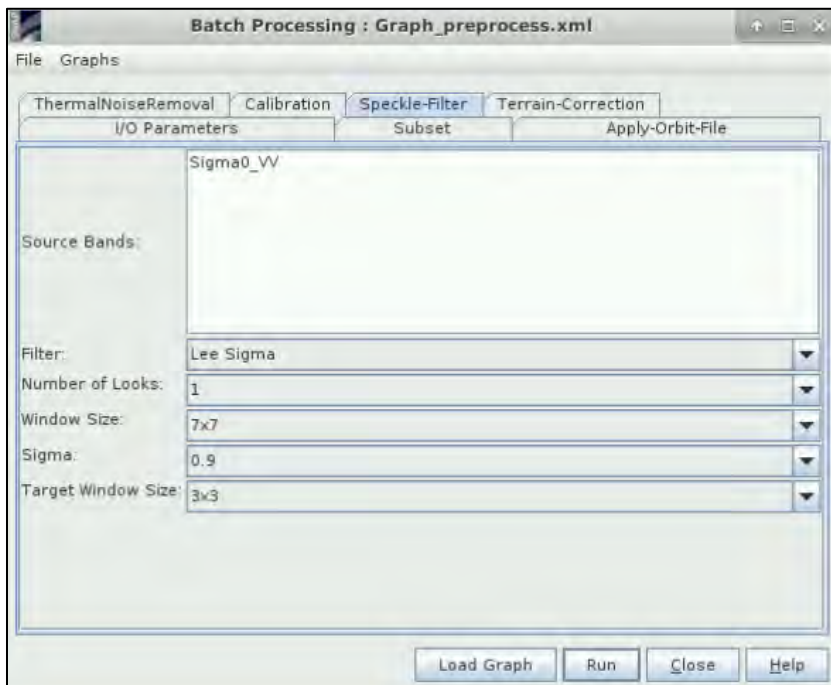 Batch Processing : Graph_preprocess.xml
File Graphs
ThermalNoiseRemoval Calibration Speckle-Filter Terrain-Correction
I/O Parameters Subset Apply-Orbit-File
Source Bands: Sigma0_VV
Filter: Lee Sigma
Number of Looks: 1
Window Size: 7x7
Sigma: 0.9
Target Window Size: 3x3
Load Graph Run Close Help